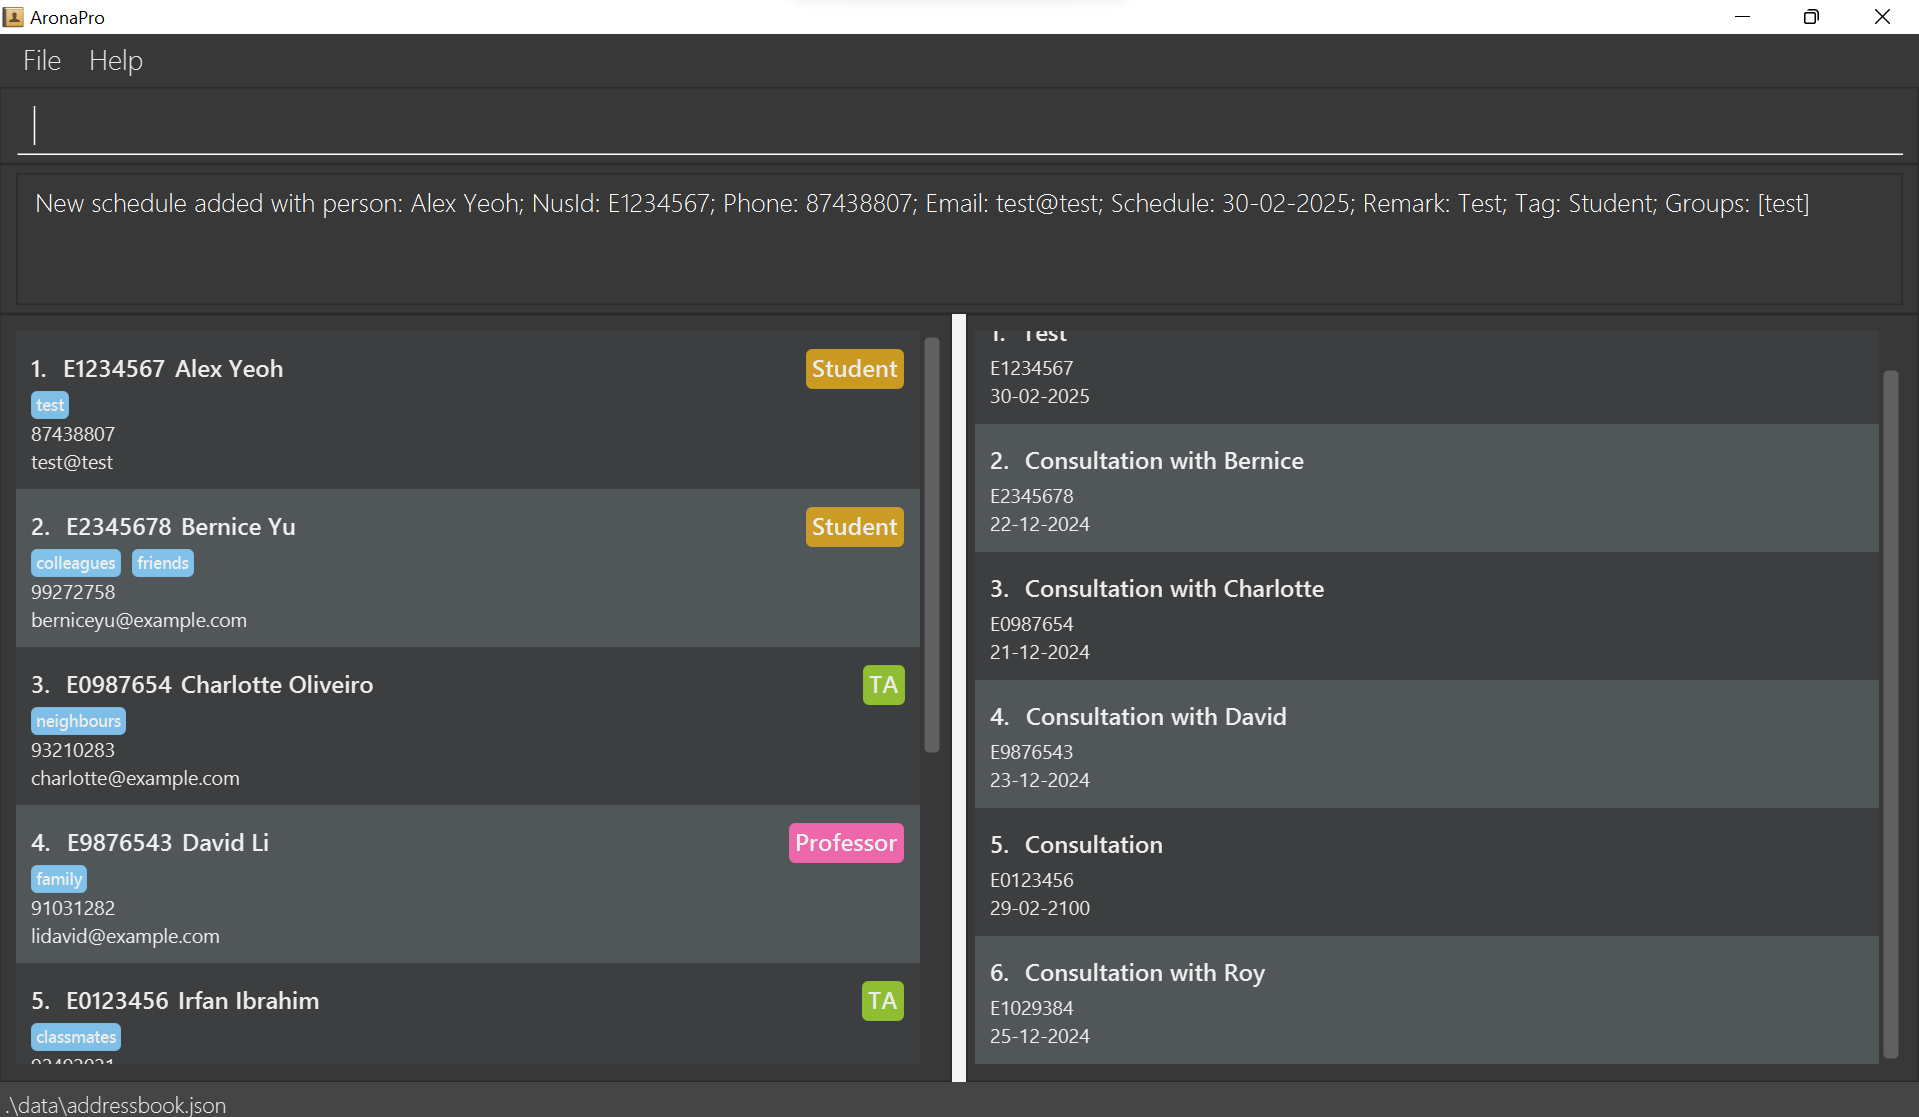 AronaPro
File Help
New schedule added with person: Alex Yeoh; NusId: E1234567; Phone: 87438807; Email: test@test; Schedule: 30-02-2025; Remark: Test; Tag: Student; Groups: [test]
1. E1234567 Alex Yeoh Student
test
87438807
test@test
2. E2345678 Bernice Yu Student
colleagues friends
99272758
berniceyu@example.com
3. E0987654 Charlotte Oliveiro TA
neighbours
93210283
charlotte@example.com
4. E9876543 David Li Professor
family
91031282
lidavid@example.com
5. E0123456 Irfan Ibrahim TA
classmates
1. Test
E1234567
30-02-2025
2. Consultation with Bernice
E2345678
22-12-2024
3. Consultation with Charlotte
E0987654
21-12-2024
4. Consultation with David
E9876543
23-12-2024
5. Consultation
E0123456
29-02-2100
6. Consultation with Roy
E1029384
25-12-2024
.\data\addressbook.json